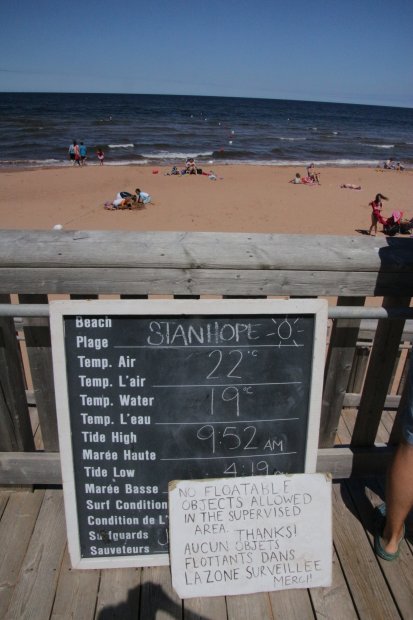 Beach
Plage STANHOPE
Temp. Air 22°C
Temp. L'air
Temp. Water 19°C
Temp. L'eau
Tide High 9:52 AM
Marée Haute
Tide Low 4:19
Marée Basse
Surf Condition
Condition de L'
Surfguards
Sauveteurs
NO FLOATABLE
OBJECTS ALLOWED
IN THE SUPERVISED
AREA. THANKS!
AUCUN OBJETS
FLOTTANTS DANS
LA ZONE SURVEILLEE
MERCI!